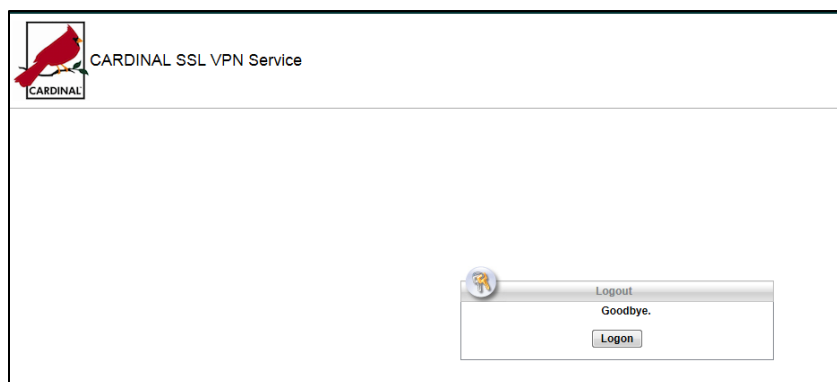 CARDINAL SSL VPN Service
CARDINAL
Logout
Goodbye.
Logon